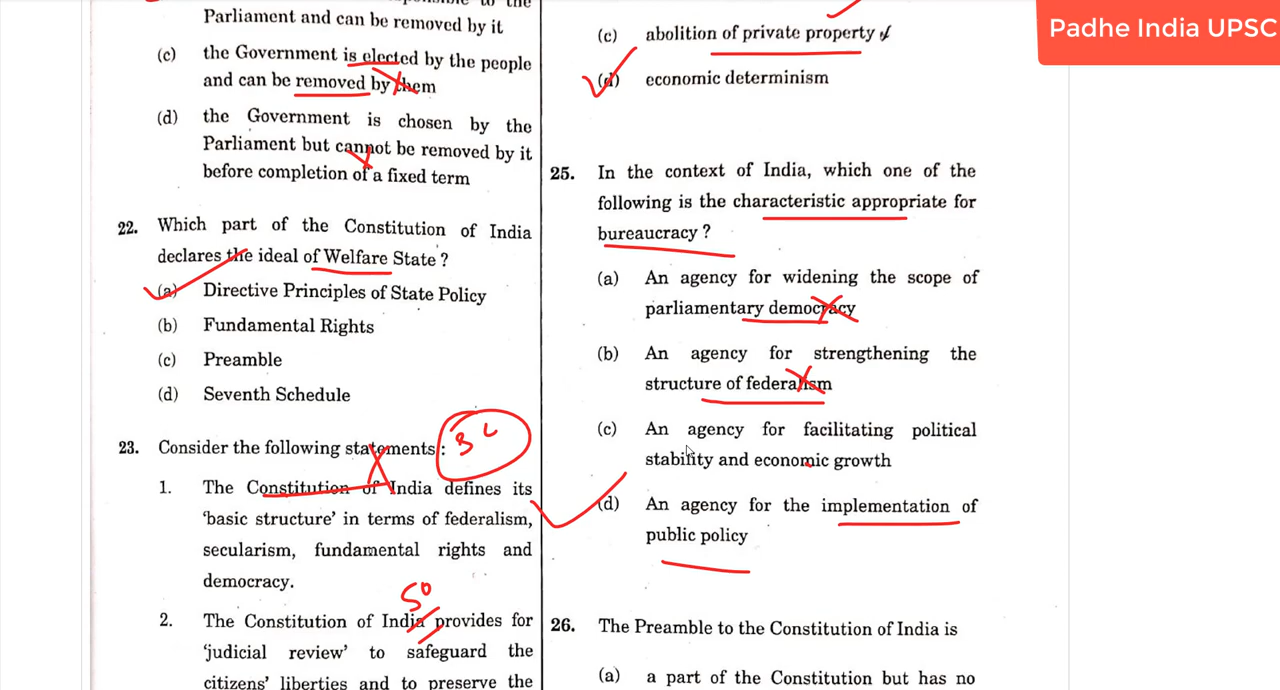 Parliament and can be removed by it
(c) the Government is elected by the people
and can be removed by them
(d) the Government is chosen by the
Parliament but cannot be removed by it
before completion of a fixed term
22. Which part of the Constitution of India
declares the ideal of Welfare State ?
(a) Directive Principles of State Policy
(b) Fundamental Rights
(c) Preamble
(d) Seventh Schedule
23. Consider the following statements :
1. The Constitution of India defines its
'basic structure' in terms of federalism,
secularism, fundamental rights and
democracy.
50
2. The Constitution of India provides for
'judicial review' to safeguard the
citizens' liberties and to preserve the
(c) abolition of private property
(d) economic determinism
25. In the context of India, which one of the
following is the characteristic appropriate for
bureaucracy ?
(a) An agency for widening the scope of
parliamentary democracy
(b) An agency for strengthening the
structure of federalism
(c) An agency for facilitating political
stability and economic growth
(d) An agency for the implementation of
public policy
26. The Preamble to the Constitution of India is
(a) a part of the Constitution but has no
Padhe India UPSC